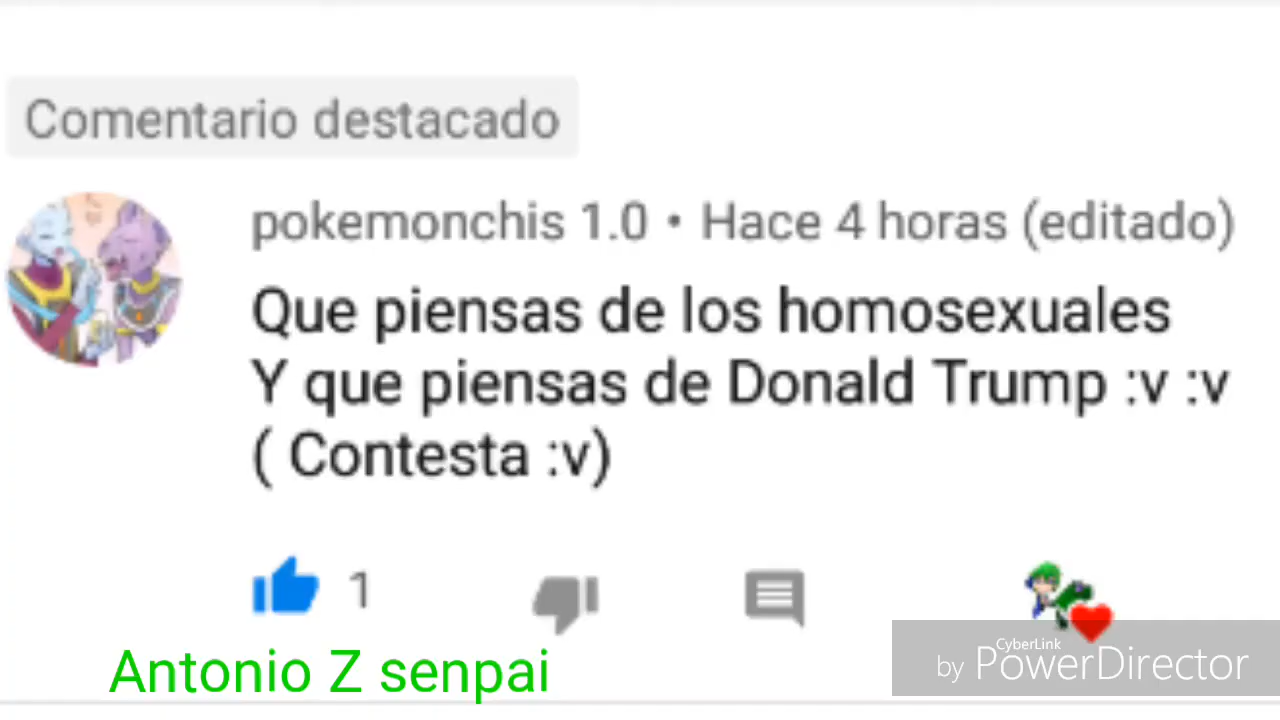 Comentario destacado
pokemonchis 1.0 • Hace 4 horas (editado)
Que piensas de los homosexuales
Y que piensas de Donald Trump :v :v
( Contesta :v)
1
Antonio Z senpai
CyberLink
by PowerDirector